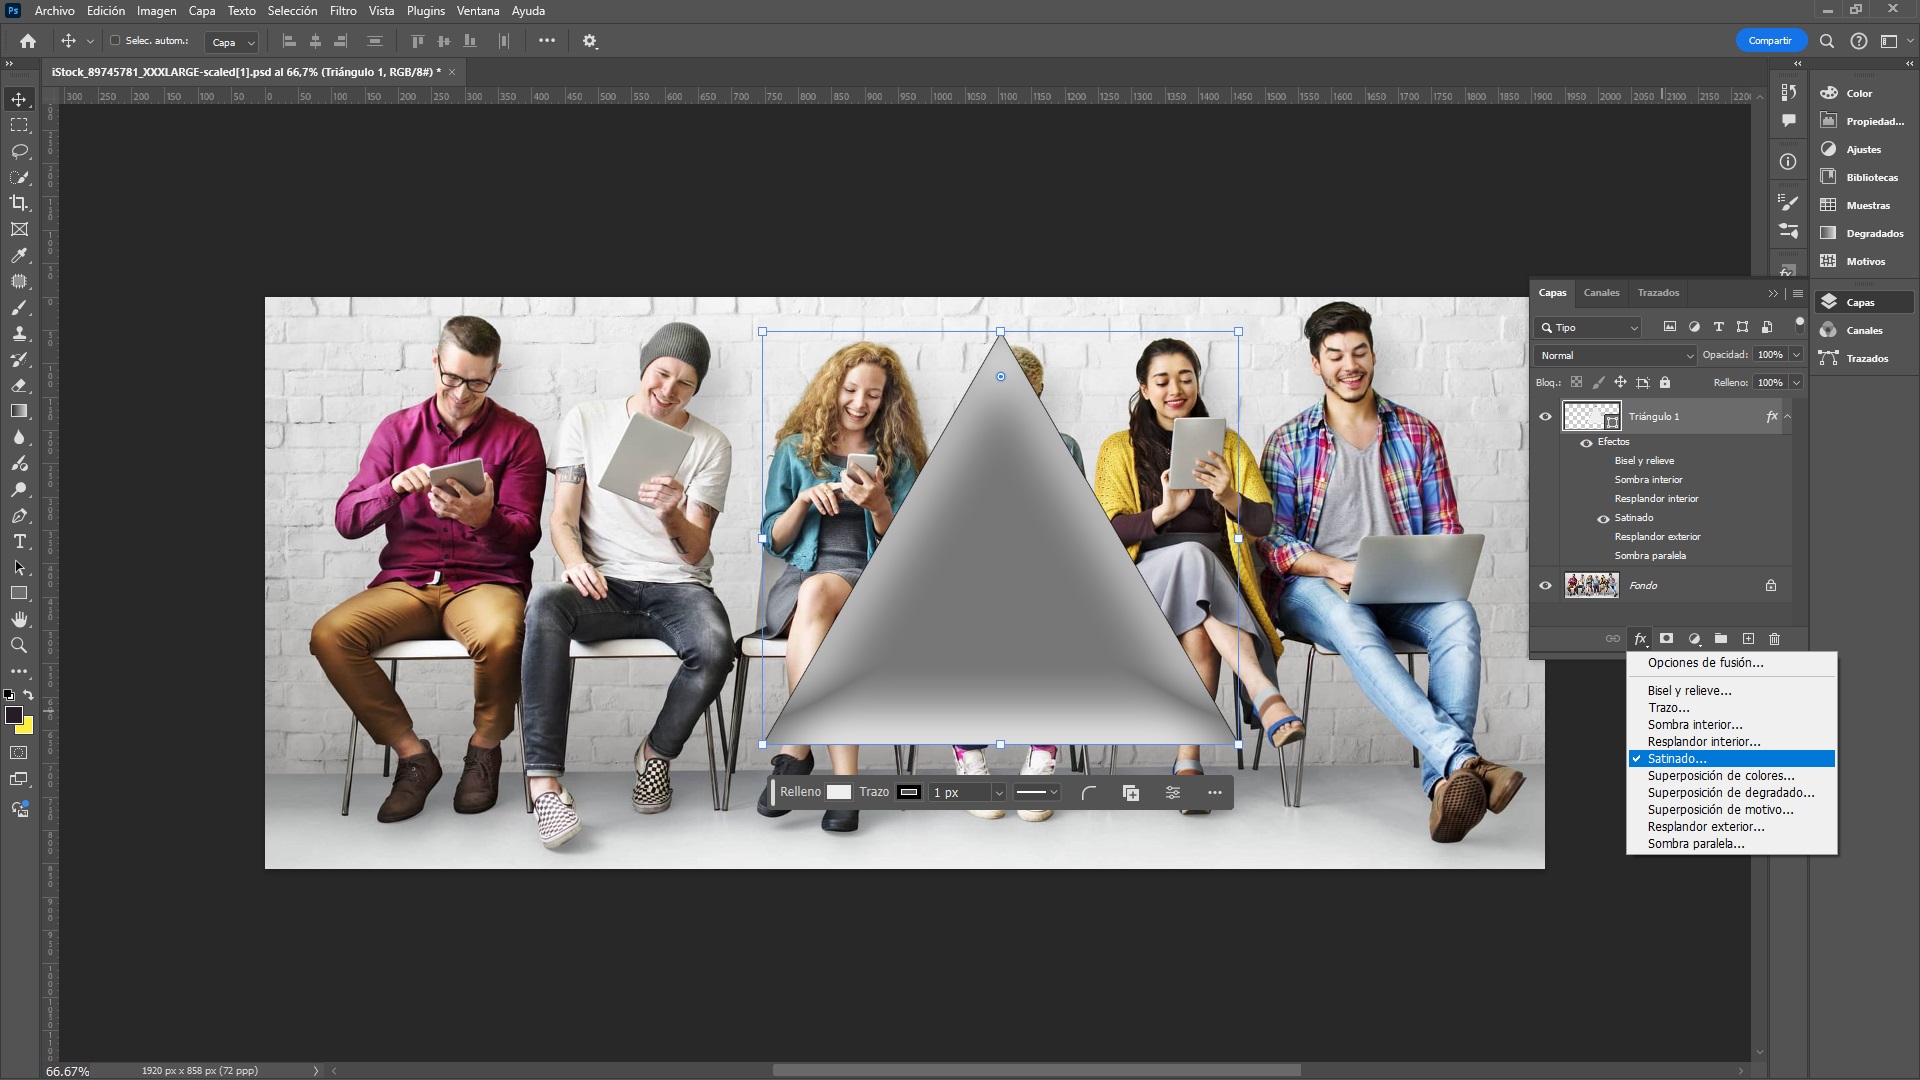 Ps Archivo Edición Imagen Capa Texto Selección Filtro Vista Plugins Ventana Ayuda
Selec. autom.: Capa
Compartir
iStock_89745781_XXXLARGE-scaled[1].psd al 66,7% (Triángulo 1, RGB/8#) *
300 250 200 150 100 50 0 50 100 150 200 250 300 350 400 450 500 550 600 650 700 750 800 850 900 950 1000 1050 1100 1150 1200 1250 1300 1350 1400 1450 1500 1550 1600 1650 1700 1750 1800 1850 1900 1950 2000 2050 2100 2150 2200
Color
Propiedad...
Ajustes
Bibliotecas
Muestras
Degradados
Motivos
Capas
Canales
Trazados
Capas Canales Trazados
Tipo
Normal Opacidad: 100%
Bloq.: Relleno: 100%
Triángulo 1 fx
Efectos
Bisel y relieve
Sombra interior
Resplandor interior
Satinado
Resplandor exterior
Sombra paralela
Fondo
fx
Opciones de fusión...
Bisel y relieve...
Trazo...
Sombra interior...
Resplandor interior...
Satinado...
Superposición de colores...
Superposición de degradado...
Superposición de motivo...
Resplandor exterior...
Sombra paralela...
Relleno Trazo 1 px
66.67% 1920 px x 858 px (72 ppp)